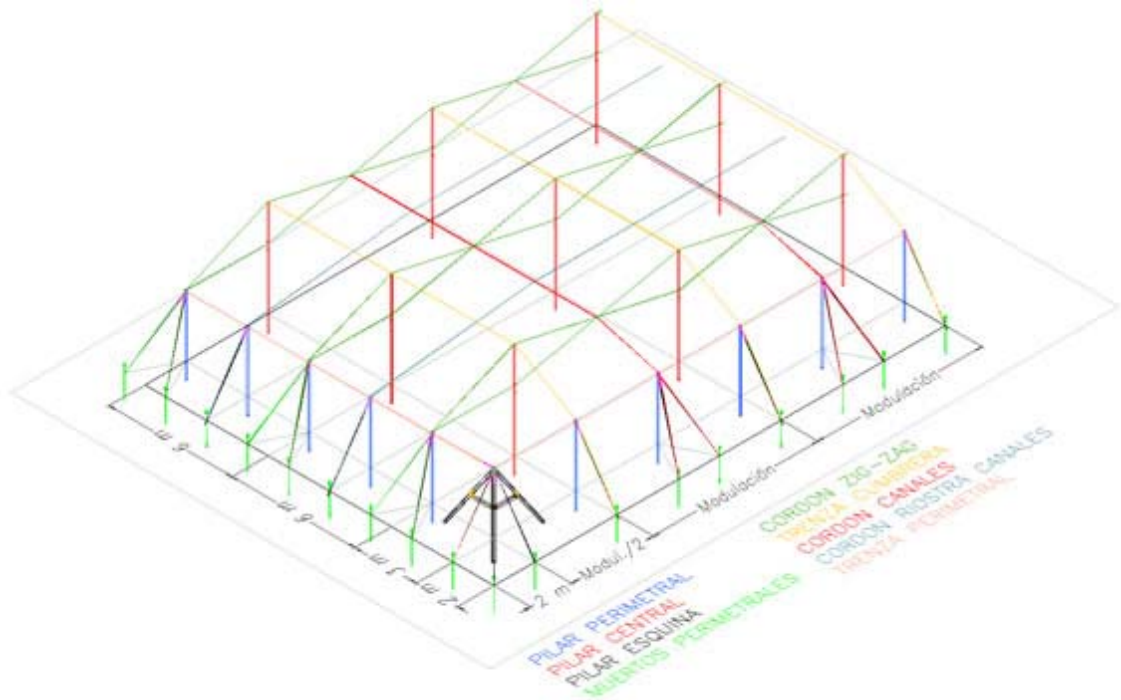 6 m
6 m
3 m
2 m
2 m
Modul./2
Modulación
Modulación
PILAR PERIMETRAL
PILAR CENTRAL
PILAR ESQUINA
MUERTOS PERIMETRALES
CORDON ZIG-ZAG
TRENZA CUMBRERA
CORDON CANALES
CORDON RIOSTRA CANALES
TRENZA PERIMETRAL